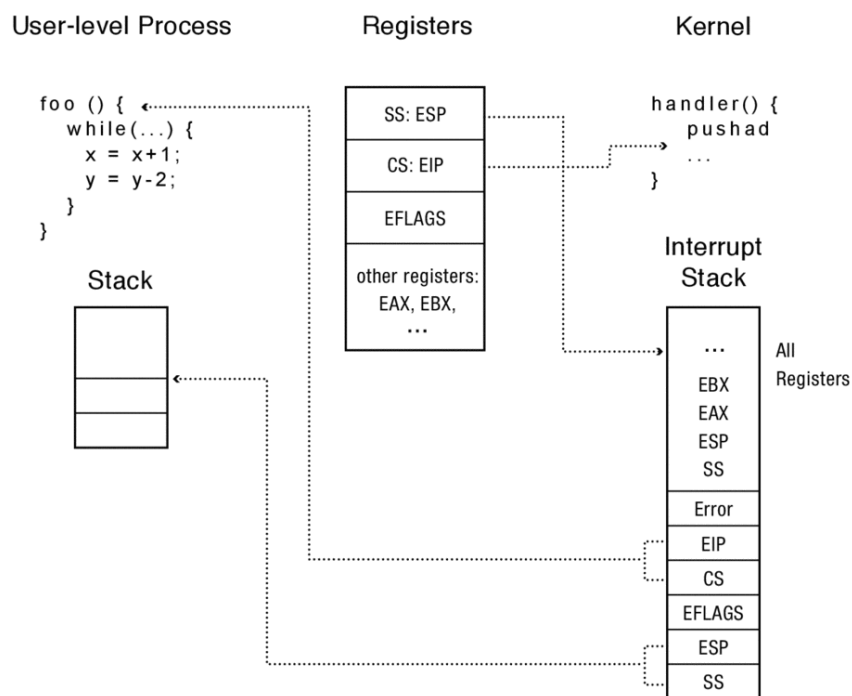 User-level Process
Registers
Kernel
foo () {
while(...) {
x = x+1;
y = y-2;
}
}
Stack
SS: ESP
CS: EIP
EFLAGS
other registers:
EAX, EBX,
...
handler() {
pushad
...
}
Interrupt
Stack
...
EBX
EAX
ESP
SS
All
Registers
Error
EIP
CS
EFLAGS
ESP
SS